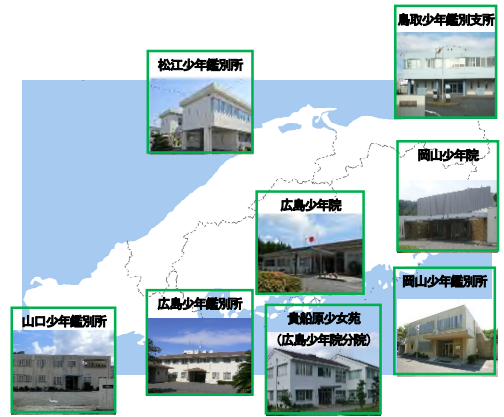 鳥取少年鑑別支所
松江少年鑑別所
岡山少年院
広島少年院
岡山少年鑑別所
広島少年鑑別所
貴船原少女苑
（広島少年院分院）
山口少年鑑別所